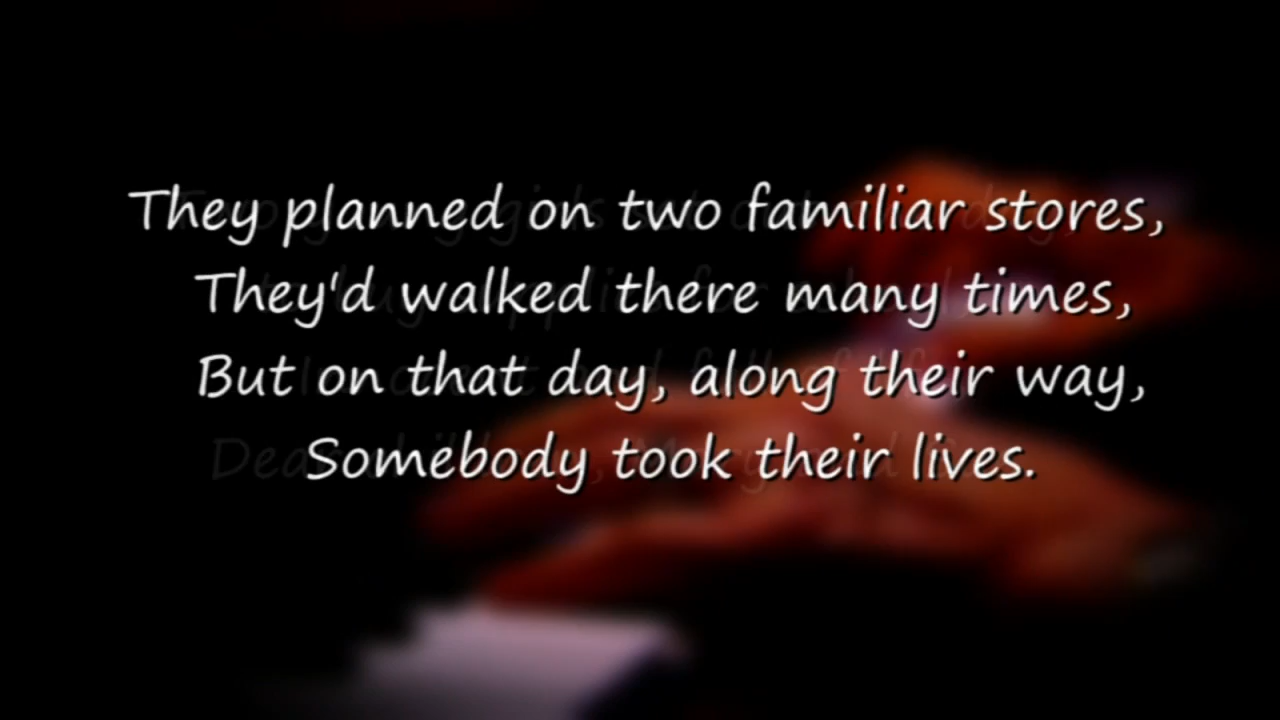 They planned on two familiar stores,
They'd walked there many times,
But on that day, along their way,
Somebody took their lives.